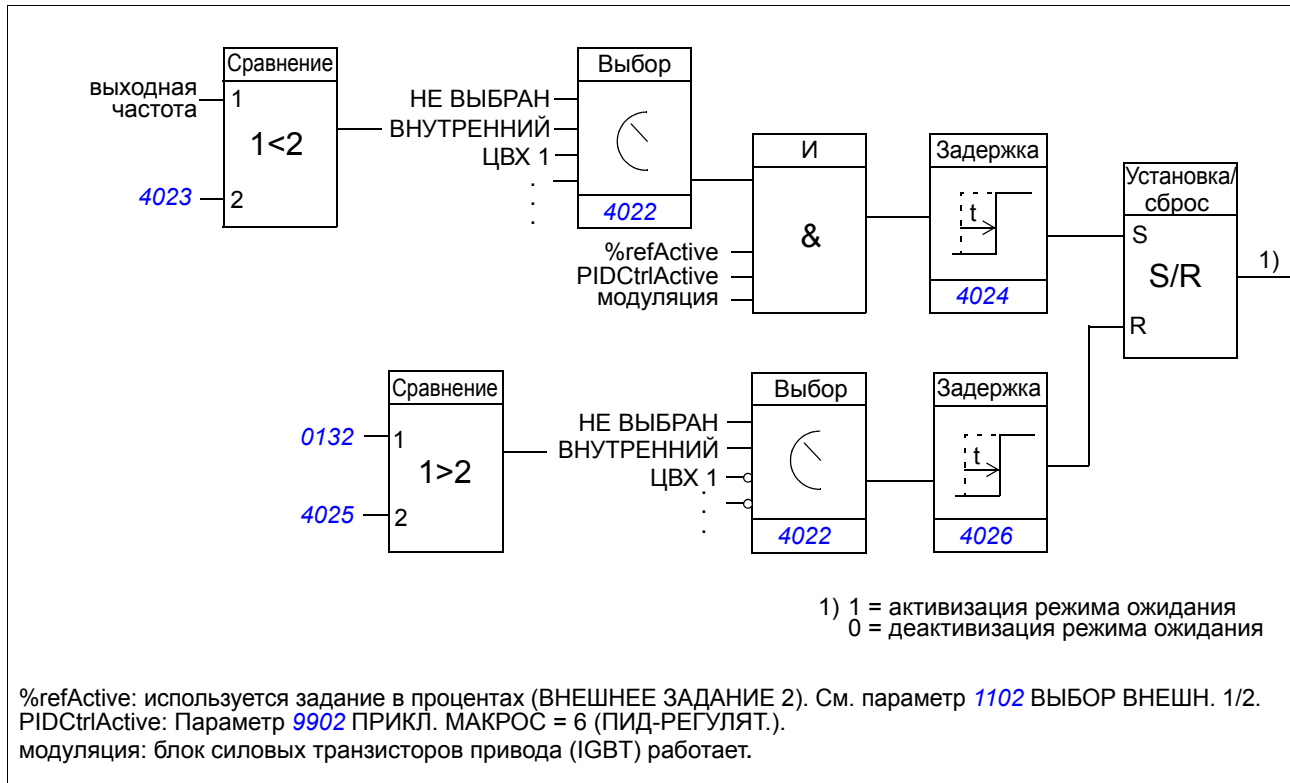 Сравнение
выходная
частота
1
1<2
4023
2
НЕ ВЫБРАН
ВНУТРЕННИЙ
ЦВХ 1
.
.
.
Выбор
4022
%refActive
PIDCtrlActive
модуляция
И
&
Задержка
t
4024
Установка/
сброс
S
S/R
R
1)
Сравнение
0132
1
1>2
4025
2
НЕ ВЫБРАН
ВНУТРЕННИЙ
ЦВХ 1
.
.
.
Выбор
4022
Задержка
t
4026
1) 1 = активизация режима ожидания
0 = деактивизация режима ожидания
%refActive: используется задание в процентах (ВНЕШНЕЕ ЗАДАНИЕ 2). См. параметр 1102 ВЫБОР ВНЕШН. 1/2.
PIDCtrlActive: Параметр 9902 ПРИКЛ. МАКРОС = 6 (ПИД-РЕГУЛЯТ.).
модуляция: блок силовых транзисторов привода (IGBT) работает.